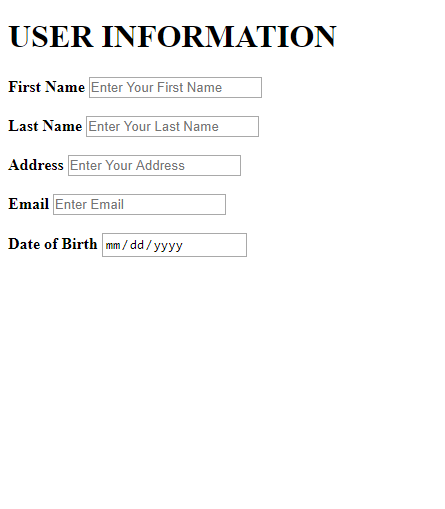 USER INFORMATION
First Name Enter Your First Name
Last Name Enter Your Last Name
Address Enter Your Address
Email Enter Email
Date of Birth mm/dd/yyyy